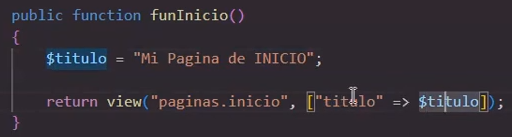 public function funInicio()
{
$titulo = "Mi Pagina de INICIO";
return view("paginas.inicio", ["titulo" => $titulo]);
}